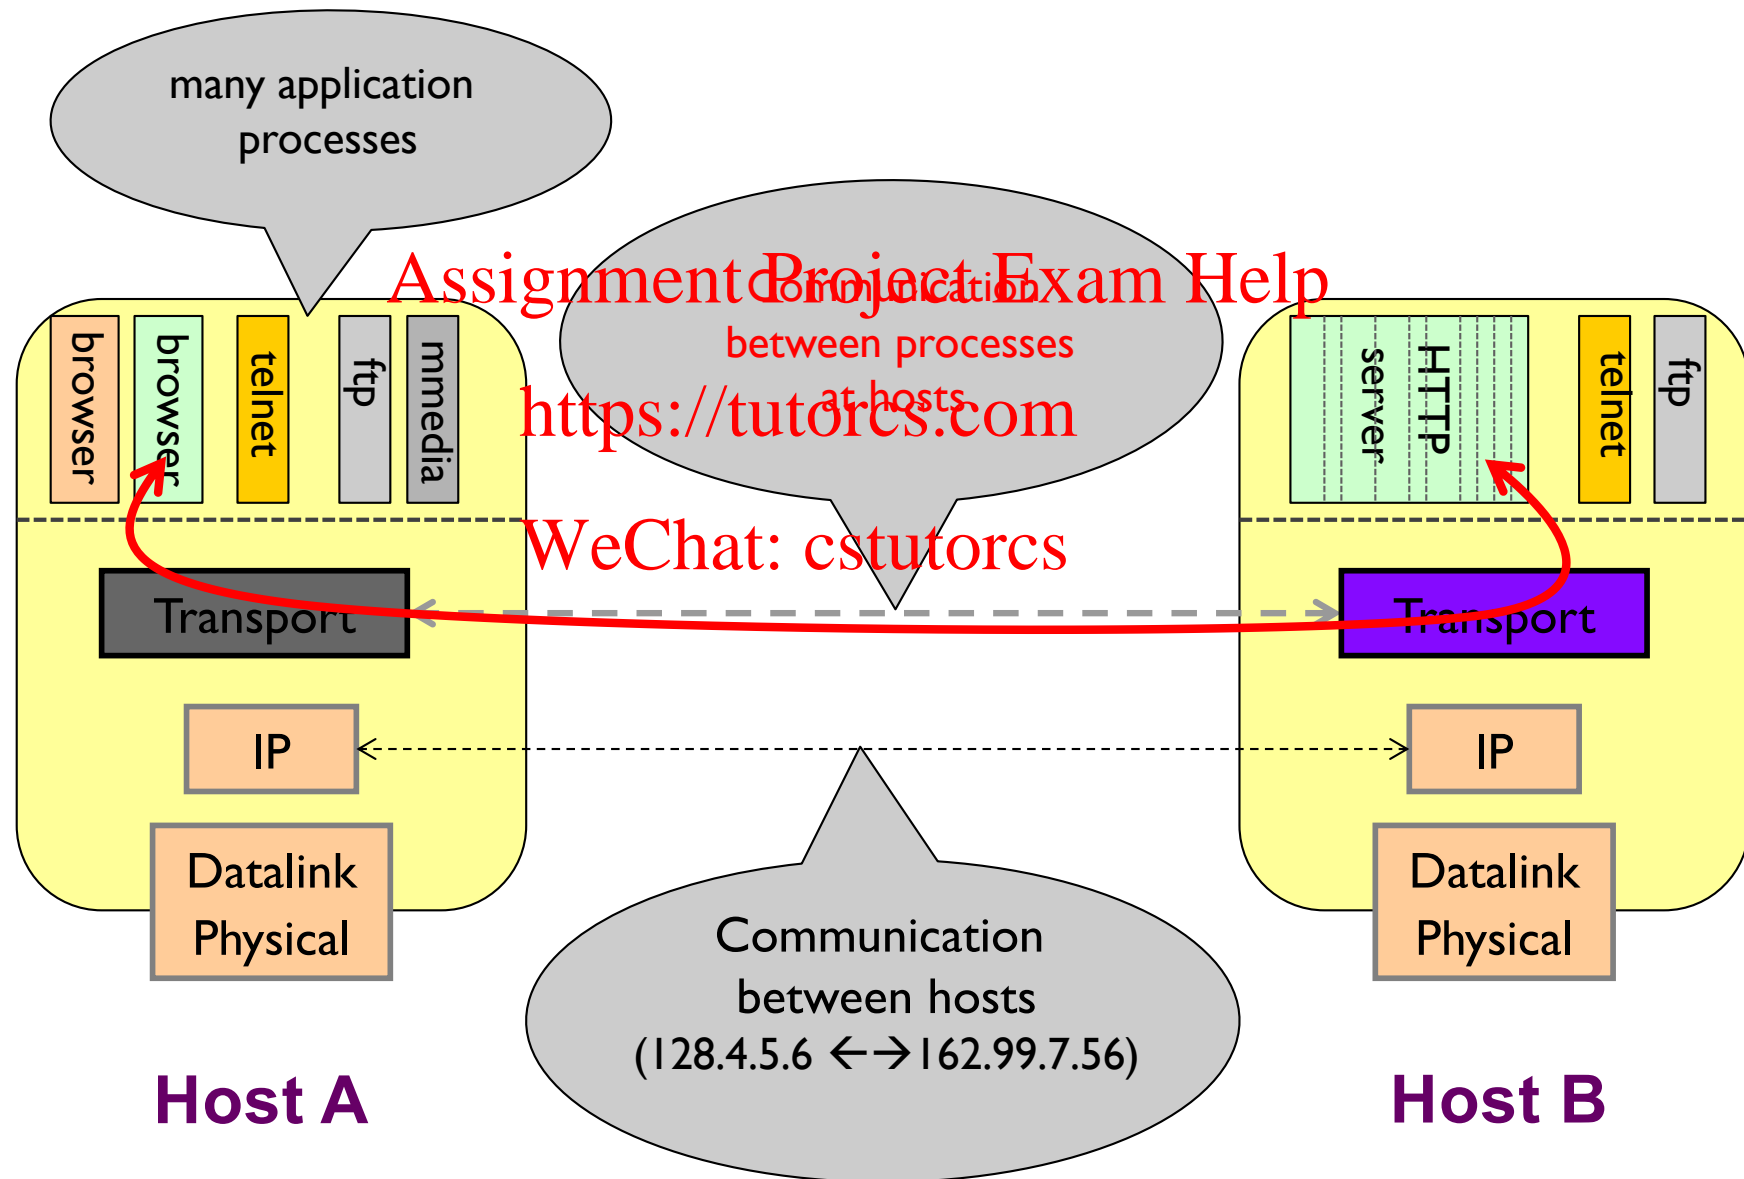 many application
processes
Assignment Project Exam Help
Communication
between processes
at hosts
https://tutorcs.com
WeChat: cstutorcs
browser
browser
telnet
ftp
mmedia
HTTP
server
telnet
ftp
Transport
Transport
IP
IP
Datalink
Physical
Datalink
Physical
Communication
between hosts
(128.4.5.6 ←→162.99.7.56)
Host A
Host B